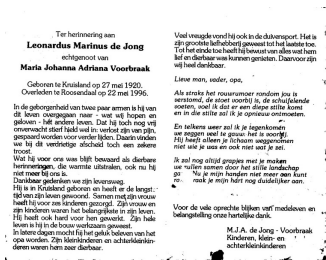 Ter herinnering aan
Leonardus Marinus de Jong
echtgenoot van
Maria Johanna Adriana Voorbraak
Geboren te Kruisland op 27 mei 1920.
Overleden te Roosendaal op 22 mei 1996.
In de geborgenheid van twee paar armen is hij van
dit leven overgegaan naar - wat wij hopen en
geloven - hét andere leven. Dat hij toch nog vrij
onverwacht stierf hield wel in: verlost zijn van pijn,
gespaard worden voor verder lijden. Daarin vinden
we bij dit verdrietige afscheid toch een zekere
troost.
Wat hij voor ons was blijft bewaard als dierbare
herinneringen, die warmte uitstralen, ook nu hij
niet meer bij ons is.
Dankbaar gedenken we zijn levensweg.
Hij is in Kruisland geboren en heeft er de langst
tijd van zijn leven gewoond. Samen met zijn vrouw
heeft hij voor zes kinderen gezorgd. Zijn vrouw en
zijn kinderen waren het belangrijkste in zijn leven.
Hij heeft ook hard voor hen gewerkt. Zijn hele
leven is hij in de bouw werkzaam geweest.
In latere dagen mocht hij het geluk beleven van het
opa worden. Zijn kleinkinderen en achterkleinkin-
deren waren hem zeer dierbaar.
Veel vreugde vond hij ook in de duivensport. Het is
zijn grootste liefhebberij geweest tot het laatste toe.
Tot het einde toe heeft hij bewust van alles wat hem
lief en dierbaar was kunnen genieten. Daarvoor zijn
wij heel dankbaar.
Lieve man, vader, opa,
Als straks het rouwrumoer rondom jou is
verstomd, de stoet voorbij is, de schuifelende
voeten, voel ik dat er een diepe stilte komt
en in die stilte zal ik je opnieuw ontmoeten.
En telkens weer zal ik je tegenkomen
we zeggen veel te gauw: het is voorbij.
Hij heeft alleen je lichaam weggenomen
niet wie je was en ook niet wat je zei.
Ik zal nog altijd grapjes met je maken
we zullen samen door het stille landschap
Nu je mijn handen niet meer aan kunt
raak je mijn hart nog duidelijker aan.
Voor de vele oprechte blijken van medeleven en
belangstelling onze hartelijke dank.
M.J.A. de Jong - Voorbraak
Kinderen, klein- en
achterkleinkinderen